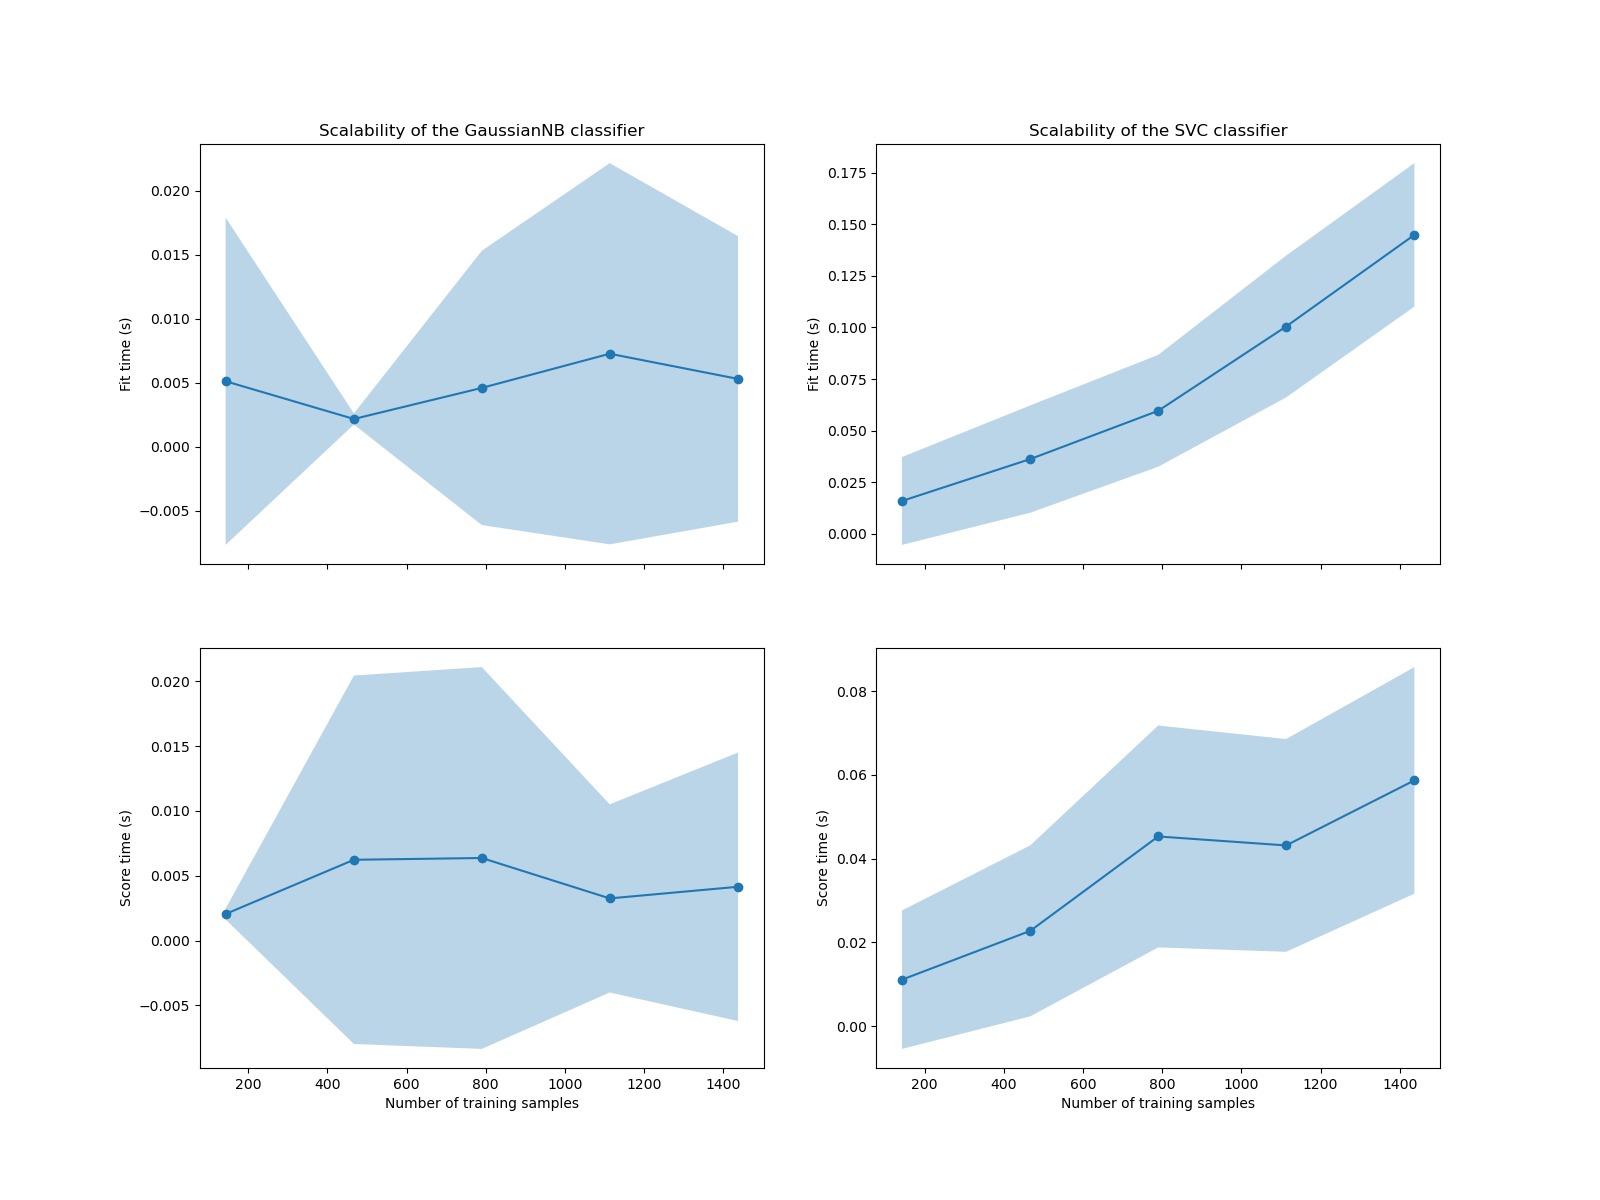 Scalability of the GaussianNB classifier
Fit time (s)
0.020
0.015
0.010
0.005
0.000
−0.005
Scalability of the SVC classifier
Fit time (s)
0.175
0.150
0.125
0.100
0.075
0.050
0.025
0.000
Score time (s)
0.020
0.015
0.010
0.005
0.000
−0.005
200 400 600 800 1000 1200 1400
Number of training samples
Score time (s)
0.08
0.06
0.04
0.02
0.00
200 400 600 800 1000 1200 1400
Number of training samples